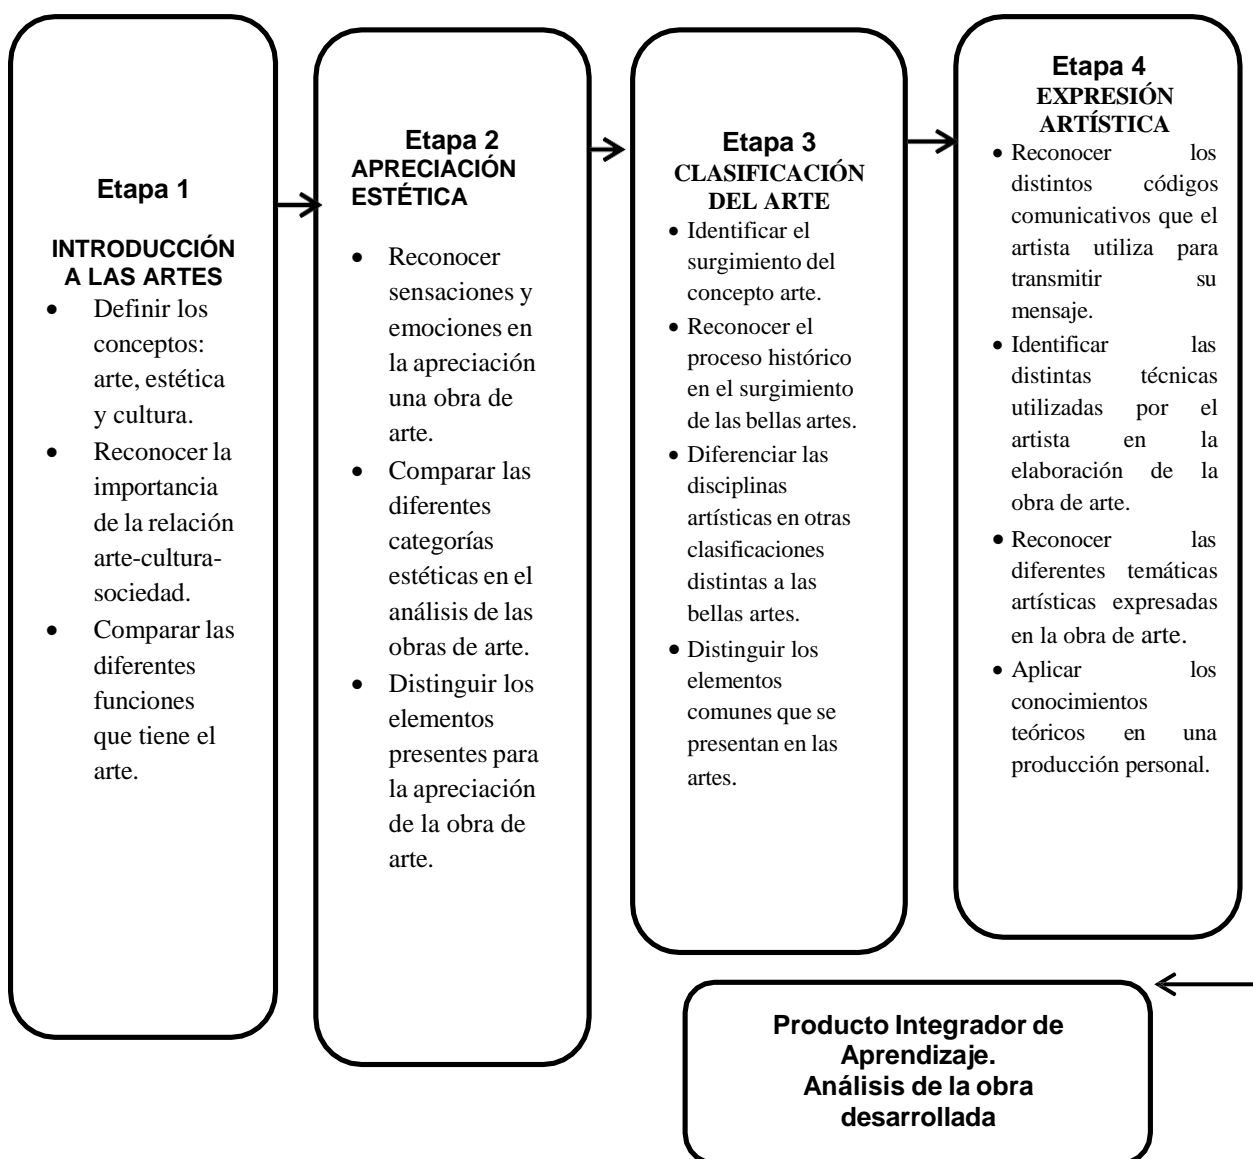 Etapa 1
INTRODUCCIÓN
A LAS ARTES
• Definir los
conceptos:
arte, estética
y cultura.
• Reconocer la
importancia
de la relación
arte-cultura-
sociedad.
• Comparar las
diferentes
funciones
que tiene el
arte.
Etapa 2
APRECIACIÓN
ESTÉTICA
• Reconocer
sensaciones y
emociones en
la apreciación
una obra de
arte.
• Comparar las
diferentes
categorías
estéticas en el
análisis de las
obras de arte.
• Distinguir los
elementos
presentes para
la apreciación
de la obra de
arte.
Etapa 3
CLASIFICACIÓN
DEL ARTE
• Identificar el
surgimiento del
concepto arte.
• Reconocer el
proceso histórico
en el surgimiento
de las bellas artes.
• Diferenciar las
disciplinas
artísticas en otras
clasificaciones
distintas a las
bellas artes.
• Distinguir los
elementos
comunes que se
presentan en las
artes.
Etapa 4
EXPRESIÓN
ARTÍSTICA
• Reconocer los
distintos códigos
comunicativos que el
artista utiliza para
transmitir su
mensaje.
• Identificar las
distintas técnicas
utilizadas por el
artista en la
elaboración de la
obra de arte.
• Reconocer las
diferentes temáticas
artísticas expresadas
en la obra de arte.
• Aplicar los
conocimientos
teóricos en una
producción personal.
Producto Integrador de
Aprendizaje.
Análisis de la obra
desarrollada